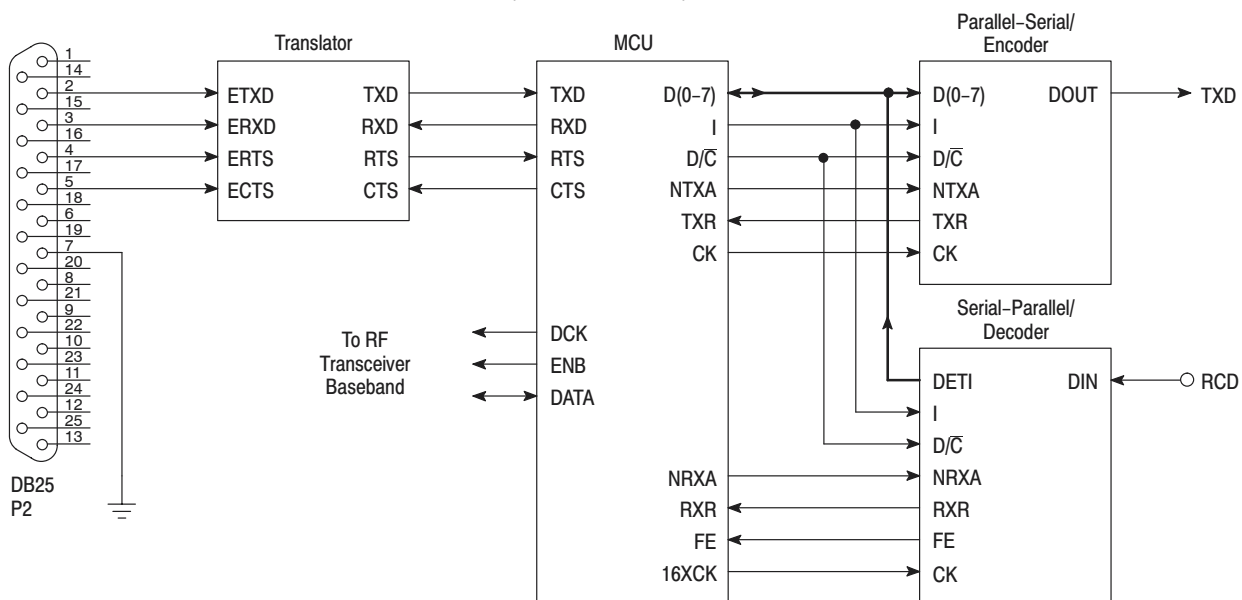 Translator
MCU
Parallel–Serial/
Encoder
1
14
2
15
3
16
4
17
5
18
6
19
7
20
8
21
9
22
10
23
11
24
12
25
13
DB25
P2
ETXD TXD
ERXD RXD
ERTS RTS
ECTS CTS
TXD D(0–7)
RXD I
RTS D/C̅
CTS NTXA
TXR
CK
D(0–7) DOUT TXD
I
D/C̅
NTXA
TXR
CK
To RF
Transceiver
Baseband
DCK
ENB
DATA
NRXA
RXR
FE
16XCK
Serial–Parallel/
Decoder
DETI DIN RCD
I
D/C̅
NRXA
RXR
FE
CK